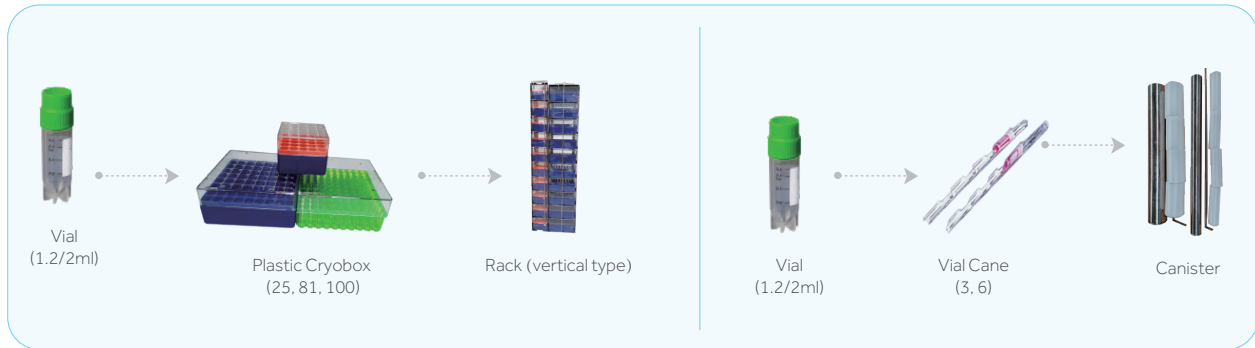 Vial
(1.2/2ml)
Plastic Cryobox
(25, 81, 100)
Rack (vertical type)
Vial
(1.2/2ml)
Vial Cane
(3, 6)
Canister